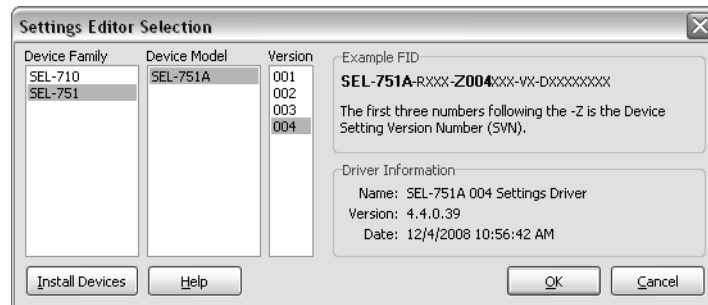 Settings Editor Selection
Device Family
Device Model
Version
SEL-710
SEL-751
SEL-751A
001
002
003
004
Example FID
SEL-751A-RXXX-Z004XXX-VX-DXXXXXXXX
The first three numbers following the -Z is the Device
Setting Version Number (SVN).
Driver Information
Name: SEL-751A 004 Settings Driver
Version: 4.4.0.39
Date: 12/4/2008 10:56:42 AM
Install Devices
Help
OK
Cancel